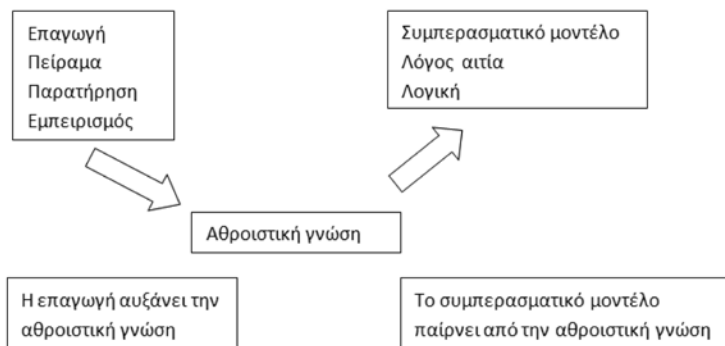 Επαγωγή
Πείραμα
Παρατήρηση
Εμπειρισμός
Συμπερασματικό μοντέλο
Λόγος αιτία
Λογική
Αθροιστική γνώση
Η επαγωγή αυξάνει την
αθροιστική γνώση
Το συμπερασματικό μοντέλο
παίρνει από την αθροιστική γνώση